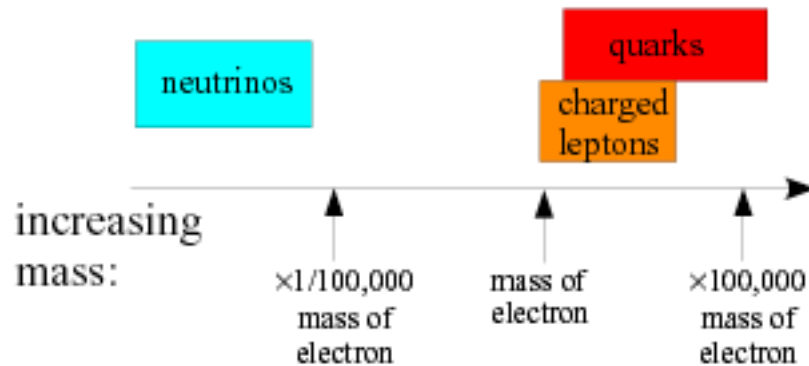 quarks
neutrinos
charged
leptons
increasing
mass:
×1/100,000
mass of
electron
mass of
electron
×100,000
mass of
electron